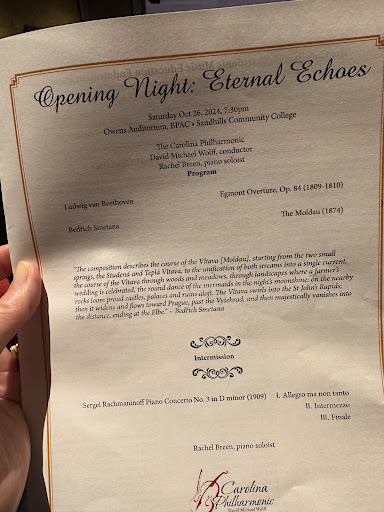 Opening Night: Eternal Echoes
Saturday Oct 26, 2024, 7:30pm
Owens Auditorium, BPAC • Sandhills Community College
The Carolina Philharmonic
David Michael Wolff, conductor
Rachel Breen, piano soloist
Program
Ludwig van Beethoven Egmont Overture, Op. 84 (1809-1810)
Bedřich Smetana The Moldau (1874)
"The composition describes the course of the Vltava [Moldau], starting from the two small
springs, the Studená and Teplá Vltava, to the unification of both streams into a single current,
the course of the Vltava through woods and meadows, through landscapes where a farmer's
wedding is celebrated, the round dance of the mermaids in the night's moonshine: on the nearby
rocks loom proud castles, palaces and ruins aloft. The Vltava swirls into the St John's Rapids;
then it widens and flows toward Prague, past the Vyšehrad, and then majestically vanishes into
the distance, ending at the Elbe." ~ Bedřich Smetana
Intermission
Sergei Rachmaninoff Piano Concerto No. 3 in D minor (1909) I. Allegro ma non tanto
II. Intermezzo
III. Finale
Rachel Breen, piano soloist
Carolina
Philharmonic
David Michael Wolff